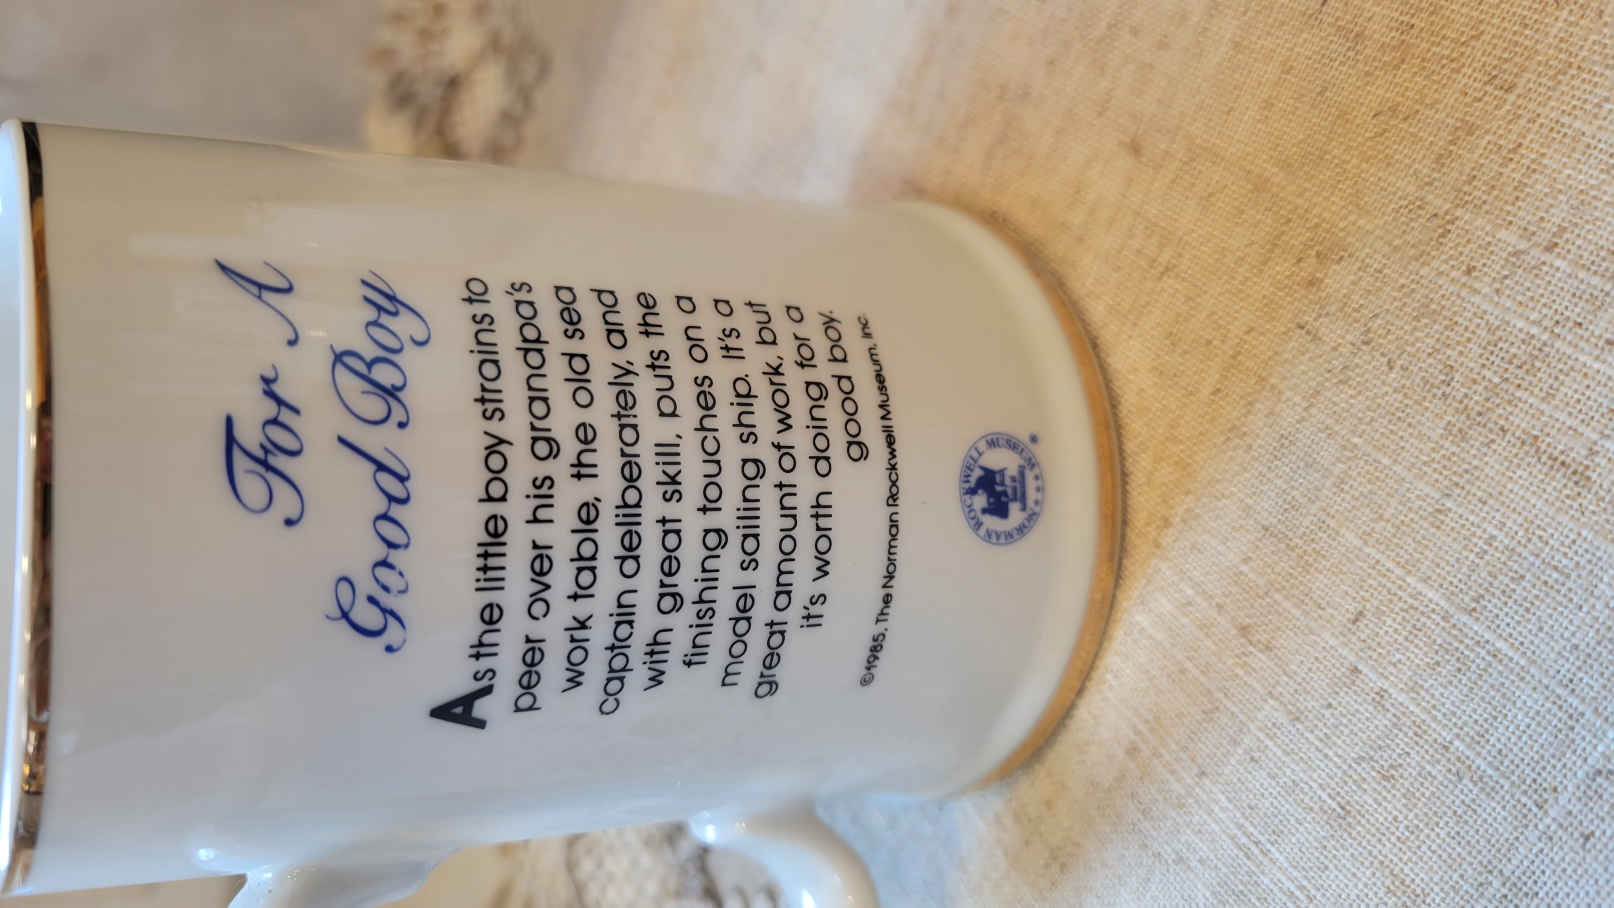 For A
Good Boy
As the little boy strains to
peer over his grandpa's
work table, the old sea
captain deliberately, and
with great skill, puts the
finishing touches on a
model sailing ship. It's a
great amount of work, but
it's worth doing for a
good boy.
©1985, The Norman Rockwell Museum, Inc.
NORMAN ROCKWELL MUSEUM ®